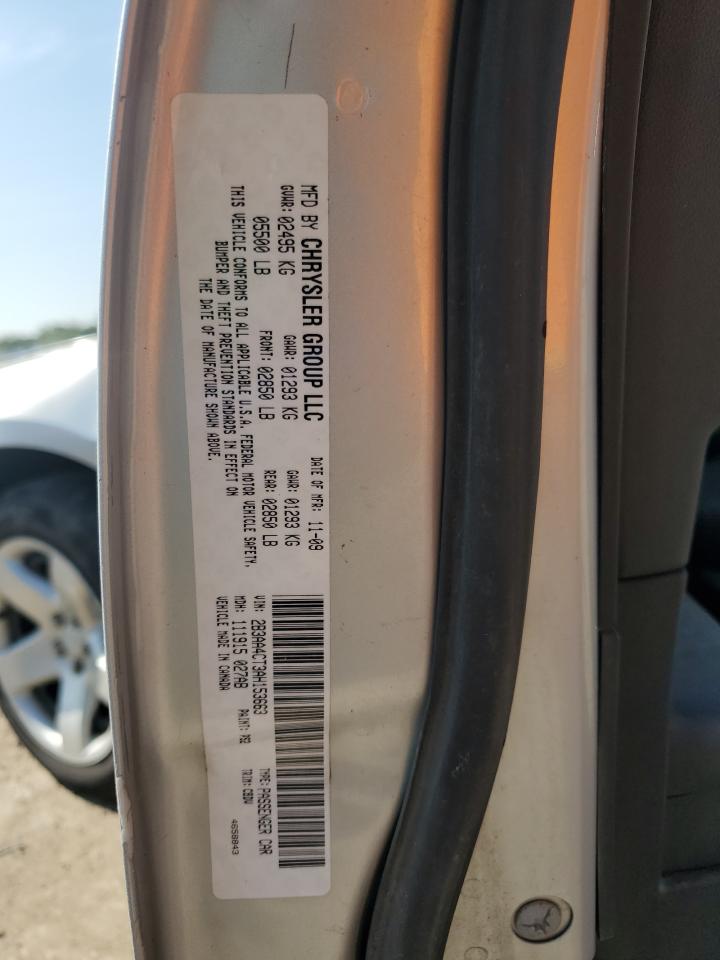 MFD BY CHRYSLER GROUP LLC
DATE OF MFR: 11-09
GVWR: 02495 KG
GAWR: 01293 KG
GAWR: 01293 KG
05500 LB
FRONT: 02850 LB
REAR: 02850 LB
THIS VEHICLE CONFORMS TO ALL APPLICABLE U.S.A. FEDERAL MOTOR VEHICLE SAFETY,
BUMPER AND THEFT PREVENTION STANDARDS IN EFFECT ON
THE DATE OF MANUFACTURE SHOWN ABOVE.
VIN: 2B3AA4CT3AH153663
TYPE: PASSENGER CAR
MDH: 111915 027AB
PAINT: PS2
TRIM: CBDV
VEHICLE MADE IN CANADA
4658843